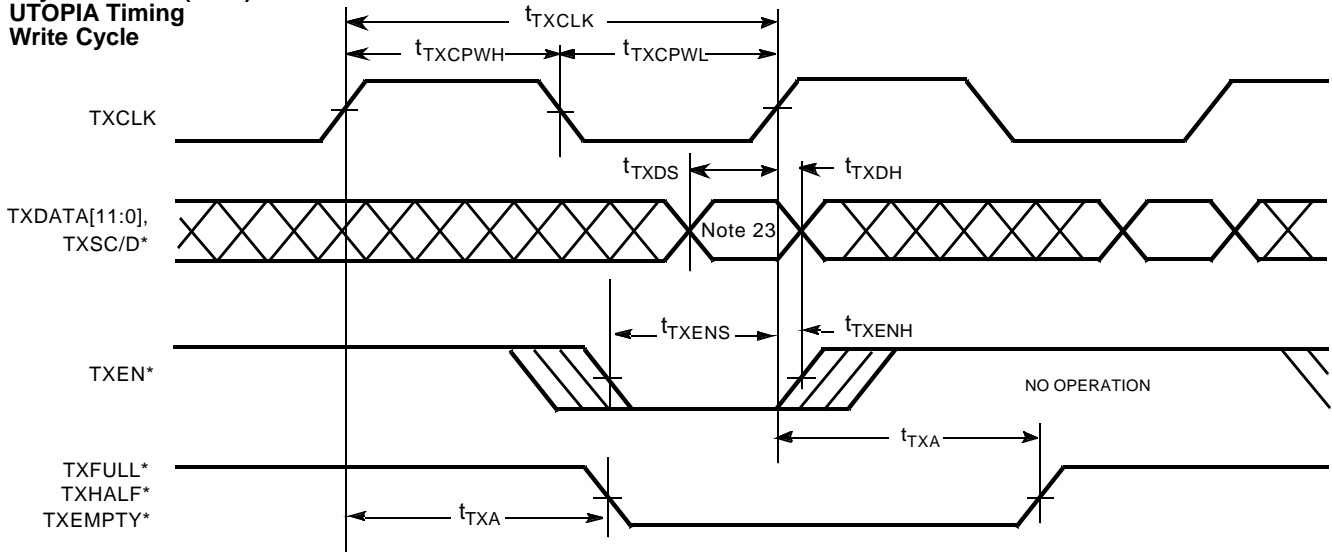 UTOPIA Timing
Write Cycle
tTXCLK
tTXCPWH
tTXCPWL
TXCLK
tTXDS
tTXDH
TXDATA[11:0],
TXSC/D*
Note 23
tTXENS
tTXENH
TXEN*
NO OPERATION
tTXA
TXFULL*
TXHALF*
TXEMPTY*
tTXA